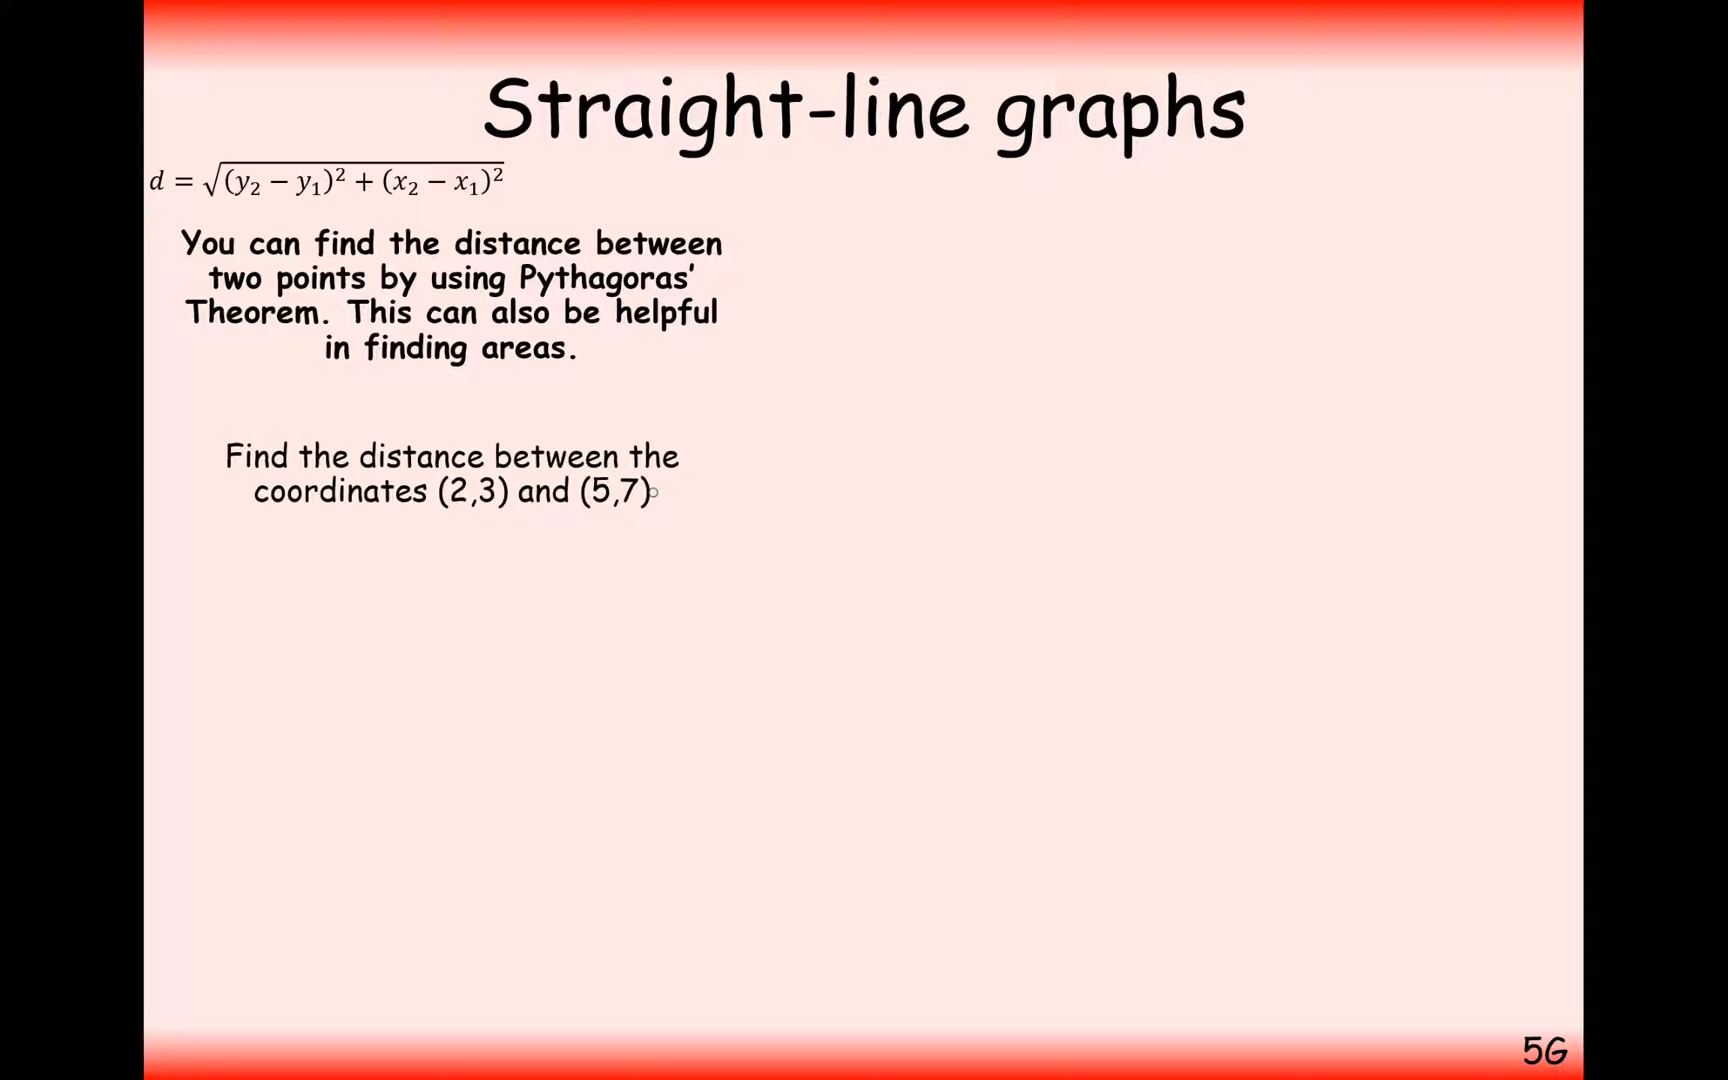 Straight-line graphs
d = √(y₂ − y₁)² + (x₂ − x₁)²
You can find the distance between
two points by using Pythagoras’
Theorem. This can also be helpful
in finding areas.
Find the distance between the
coordinates (2,3) and (5,7)
5G